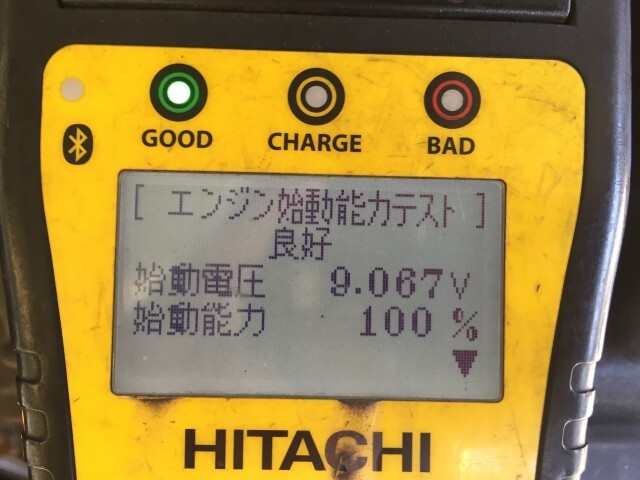 GOOD CHARGE BAD
[ エンジン始動能力テスト ]
良好
始動電圧 9.067V
始動能力 100 %
▼
HITACHI